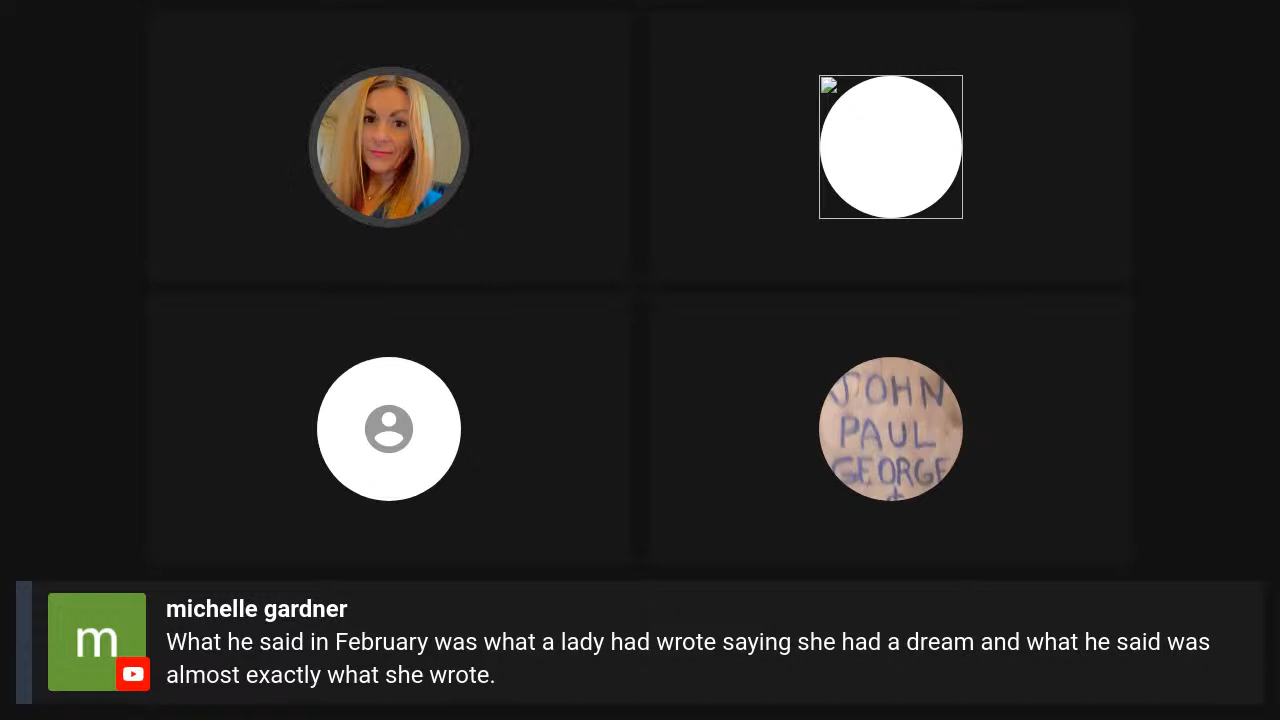 JOHN
PAUL
GEORGE
m
michelle gardner
What he said in February was what a lady had wrote saying she had a dream and what he said was
almost exactly what she wrote.